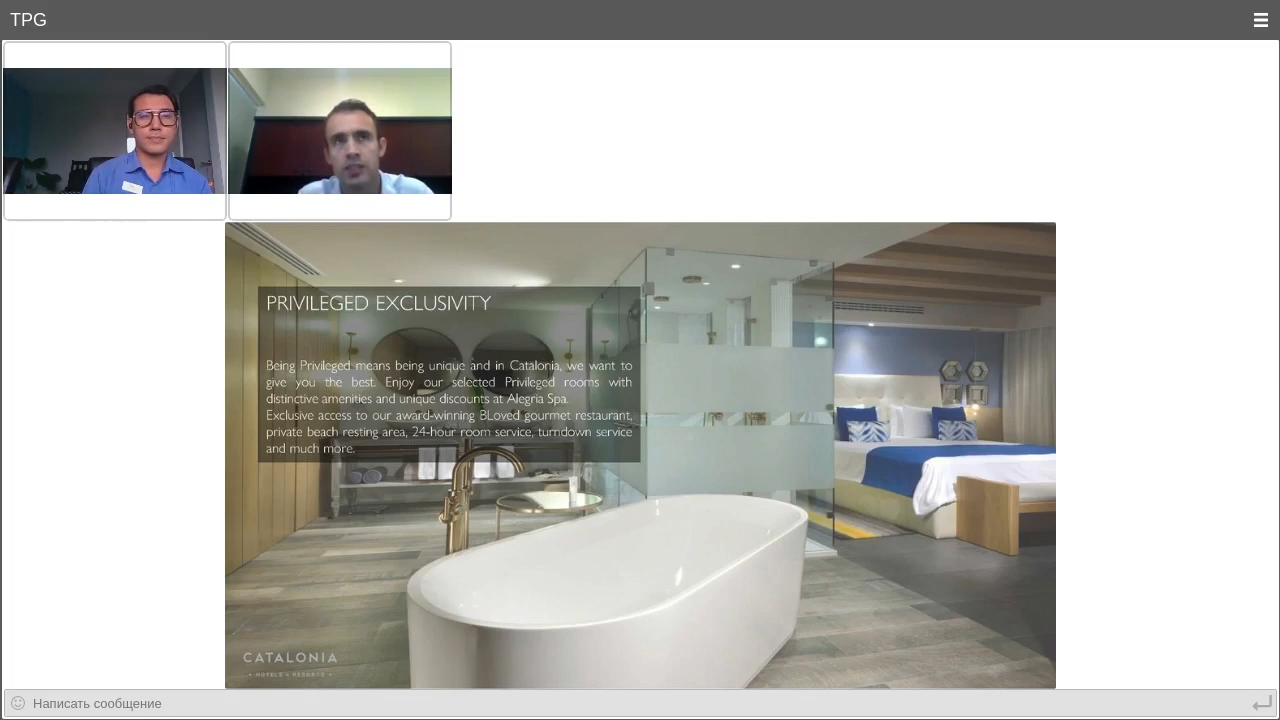 TPG
PRIVILEGED EXCLUSIVITY
Being Privileged means being unique and in Catalonia, we want to
give you the best. Enjoy our selected Privileged rooms with
distinctive amenities and unique discounts at Alegria Spa.
Exclusive access to our award-winning BLoved gourmet restaurant,
private beach resting area, 24-hour room service, turndown service
and much more.
CATALONIA
• HOTELS & RESORTS •
Написать сообщение